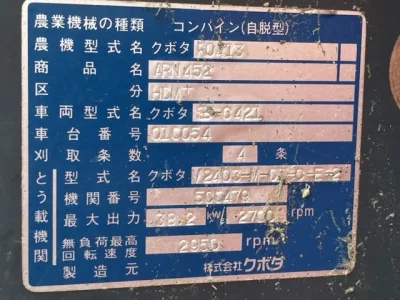 農業機械の種類 コンバイン(自脱型)
農機型式名 クボタ
商品名 ARN452
区分
車両型式名 クボタ
車台番号 010054
刈取条数 4 条
とう載機関
型式名 クボタ
機関番号
最大出力 38.2 kw/ 2700 rpm
無負荷最高回転速度 2950 rpm
製造元 株式会社クボタ